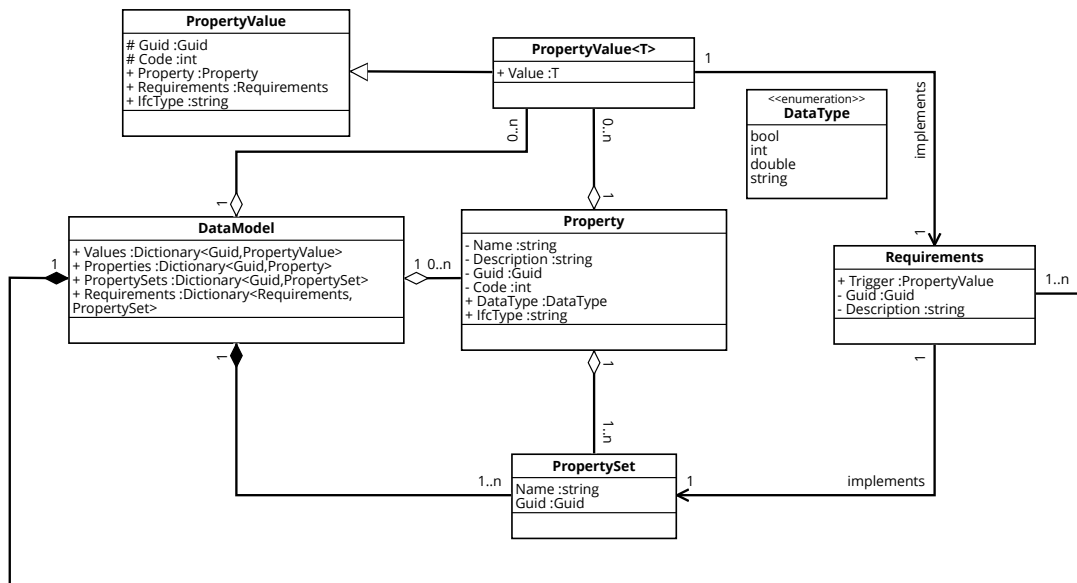 PropertyValue
# Guid :Guid
# Code :int
+ Property :Property
+ Requirements :Requirements
+ IfcType :string
PropertyValue<T>
+ Value :T
1
implements
<<enumeration>>
DataType
bool
int
double
string
0..n
0..n
1
1
1
DataModel
+ Values :Dictionary<Guid,PropertyValue>
+ Properties :Dictionary<Guid,Property>
+ PropertySets :Dictionary<Guid,PropertySet>
+ Requirements :Dictionary<Requirements,
PropertySet>
1
1 0..n
Property
- Name :string
- Description :string
- Guid :Guid
- Code :int
+ DataType :DataType
+ IfcType :string
Requirements
+ Trigger :PropertyValue
- Guid :Guid
- Description :string
1..n
1
1
1
1..n
1..n
PropertySet
Name :string
Guid :Guid
1
implements